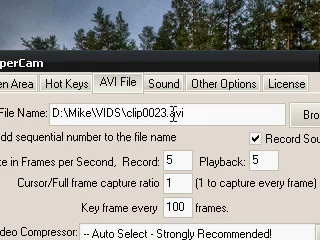 perCam
en Area Hot Keys AVI File Sound Other Options License
File Name: D:\Mike\VIDS\clip0023.avi Bro
dd sequential number to the file name
Record Sou
te in Frames per Second, Record: 5 Playback: 5
Cursor/Full frame capture ratio 1 (1 to capture every frame)
Key frame every 100 frames.
deo Compressor: -- Auto Select - Strongly Recommended!